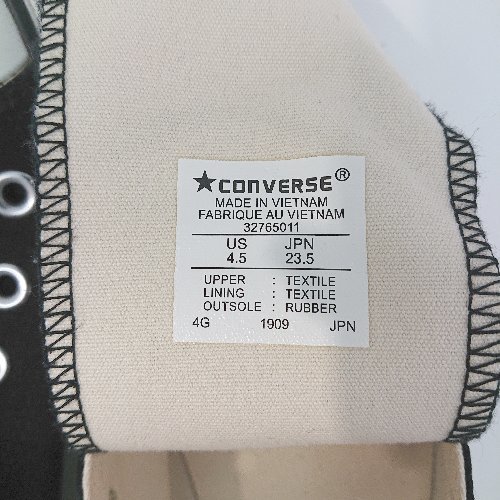 ★CONVERSE®
MADE IN VIETNAM
FABRIQUE AU VIETNAM
32765011
US JPN
4.5 23.5
UPPER : TEXTILE
LINING : TEXTILE
OUTSOLE : RUBBER
4G 1909 JPN